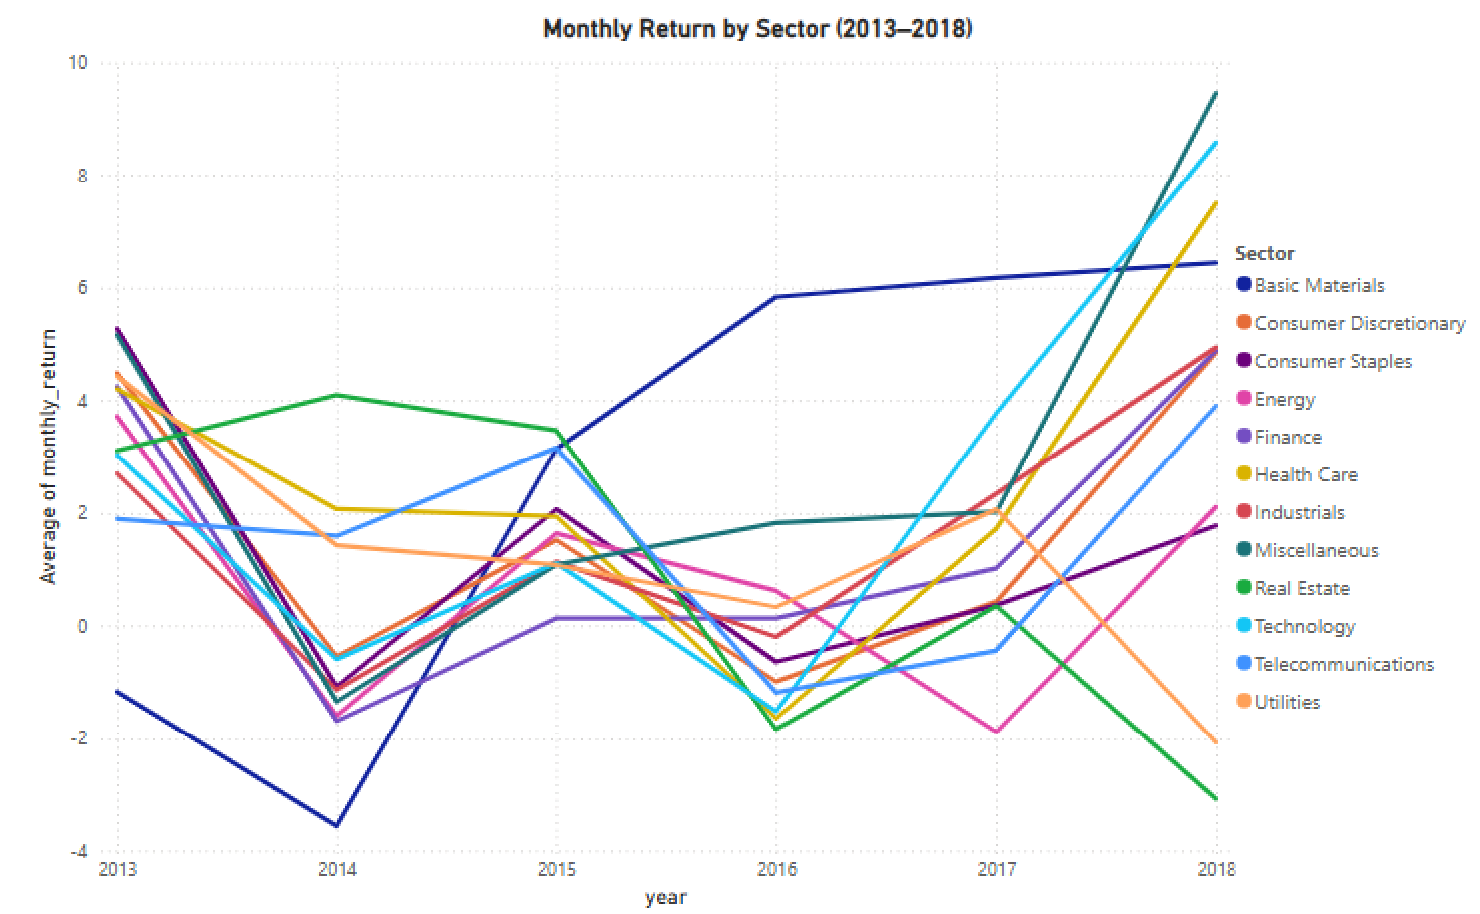 Monthly Return by Sector (2013–2018)
10
8
6
4
2
0
-2
-4
Average of monthly_return
2013 2014 2015 2016 2017 2018
year
Sector
Basic Materials
Consumer Discretionary
Consumer Staples
Energy
Finance
Health Care
Industrials
Miscellaneous
Real Estate
Technology
Telecommunications
Utilities